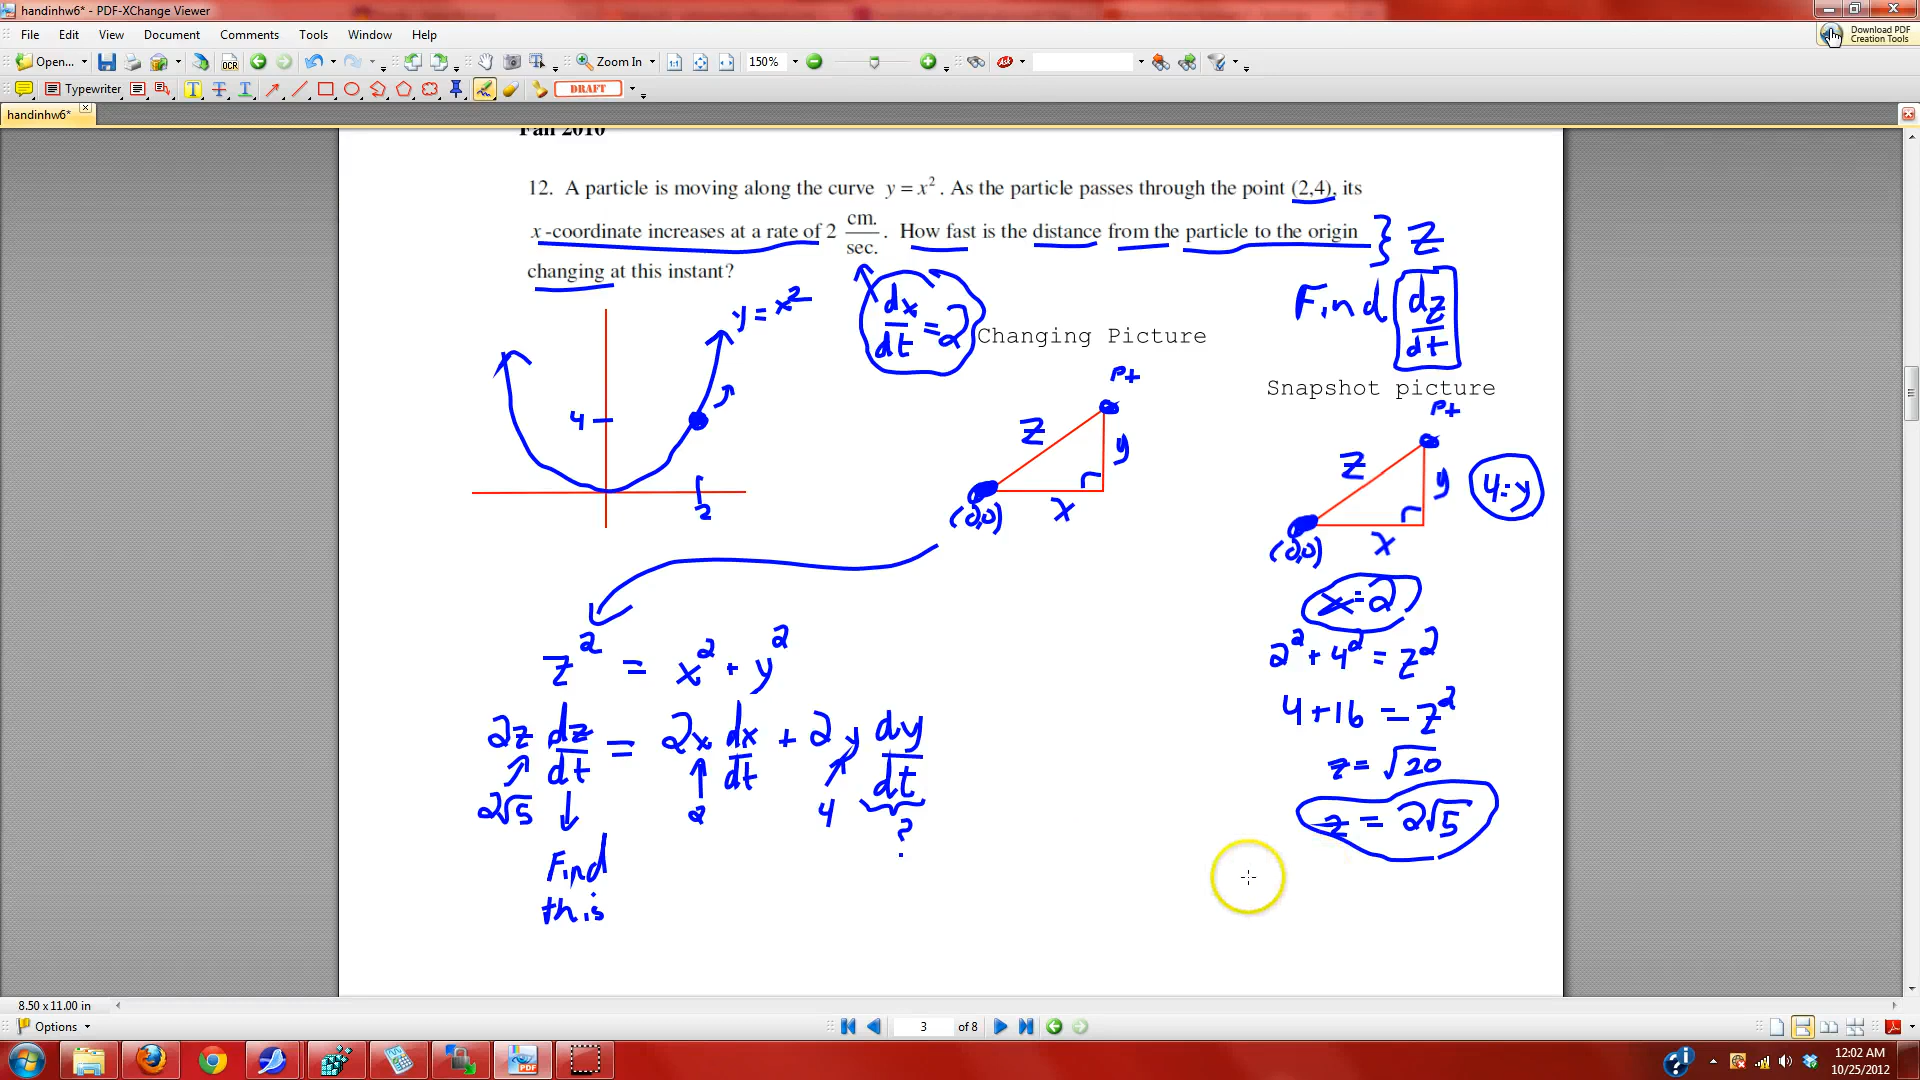 handinhw6* - PDF-XChange Viewer
File Edit View Document Comments Tools Window Help
Download PDF
Creation Tools
Open... OCR Zoom In 150%
Typewriter T T T DRAFT
handinhw6*
Fall 2010
12. A particle is moving along the curve y = x². As the particle passes through the point (2,4), its
x-coordinate increases at a rate of 2 cm./sec. How fast is the distance from the particle to the origin } z
changing at this instant?
y = x²
dx/dt = 2
Find dz/dt
Changing Picture
Snapshot picture
4
2
Pt
z
y
x
(0,0)
Pt
z
y
4 = y
x
(0,0)
x = 2
2² + 4² = z²
4 + 16 = z²
z = √20
z = 2√5
z² = x² + y²
2z dz/dt = 2x dx/dt + 2y dy/dt
2√5 2 4 ?
Find
this
8.50 x 11.00 in
Options 3 of 8
PDF
12:02 AM
10/25/2012